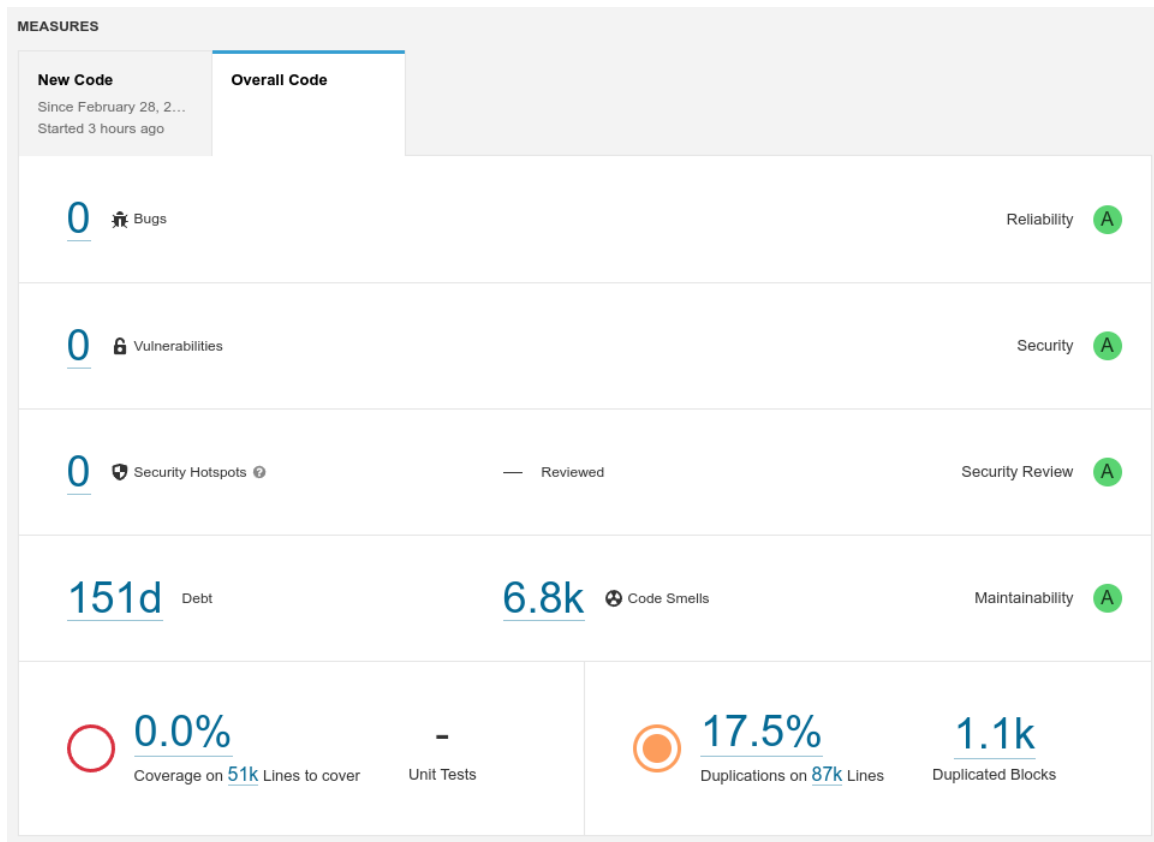 MEASURES
New Code
Since February 28, 2…
Started 3 hours ago
Overall Code
0 Bugs
Reliability A
0 Vulnerabilities
Security A
0 Security Hotspots ?
— Reviewed
Security Review A
151d Debt
6.8k Code Smells
Maintainability A
0.0%
Coverage on 51k Lines to cover
-
Unit Tests
17.5%
Duplications on 87k Lines
1.1k
Duplicated Blocks